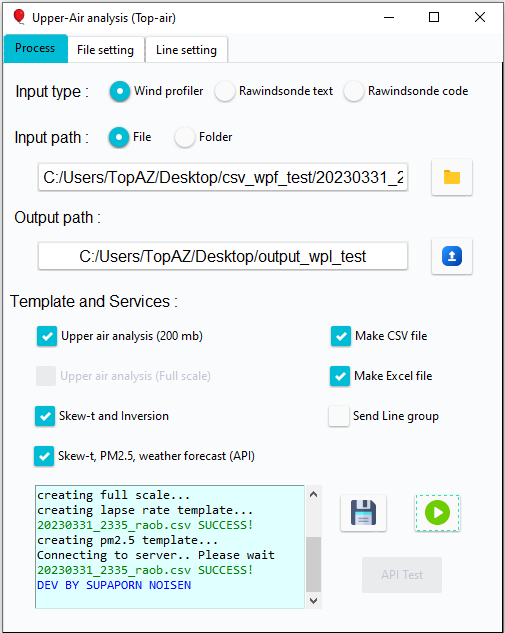 Upper-Air analysis (Top-air)
Process File setting Line setting
Input type : Wind profiler Rawindsonde text Rawindsonde code
Input path : File Folder
C:/Users/TopAZ/Desktop/csv_wpf_test/20230331_2
Output path :
C:/Users/TopAZ/Desktop/output_wpl_test
Template and Services :
Upper air analysis (200 mb) Make CSV file
Upper air analysis (Full scale) Make Excel file
Skew-t and Inversion Send Line group
Skew-t, PM2.5, weather forecast (API)
creating full scale...
creating lapse rate template...
20230331_2335_raob.csv SUCCESS!
creating pm2.5 template...
Connecting to server.. Please wait
20230331_2335_raob.csv SUCCESS!
DEV BY SUPAPORN NOISEN
API Test